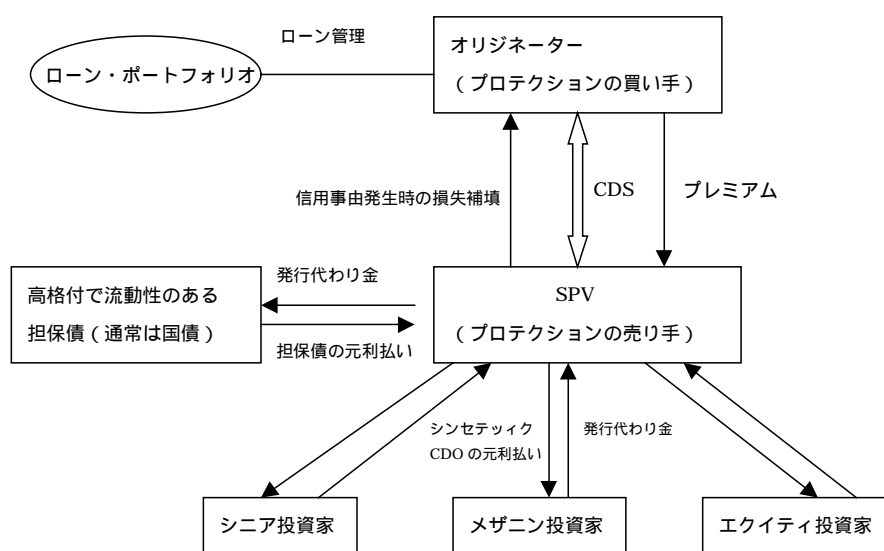 ローン管理
オリジネーター
(プロテクションの買い手)
ローン・ポートフォリオ
信用事由発生時の損失補填
CDS
プレミアム
高格付で流動性のある
担保債(通常は国債)
発行代わり金
担保債の元利払い
SPV
(プロテクションの売り手)
シンセテッィク
CDO の元利払い
発行代わり金
シニア投資家
メザニン投資家
エクイティ投資家